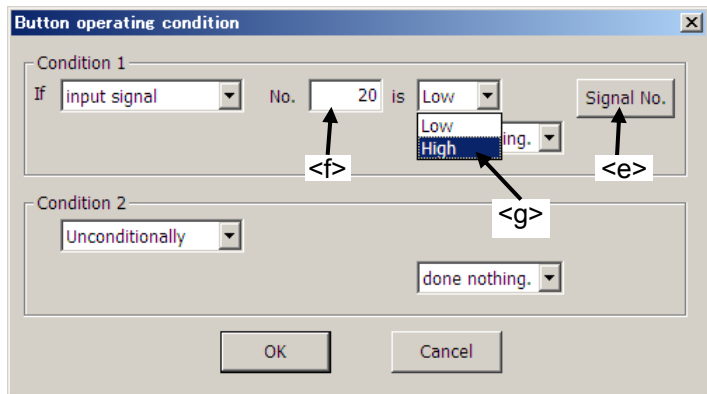 Button operating condition
Condition 1
If input signal No. 20 is Low Signal No.
Low
High ing.
<f> <e>
<g>
Condition 2
Unconditionally
done nothing.
OK Cancel